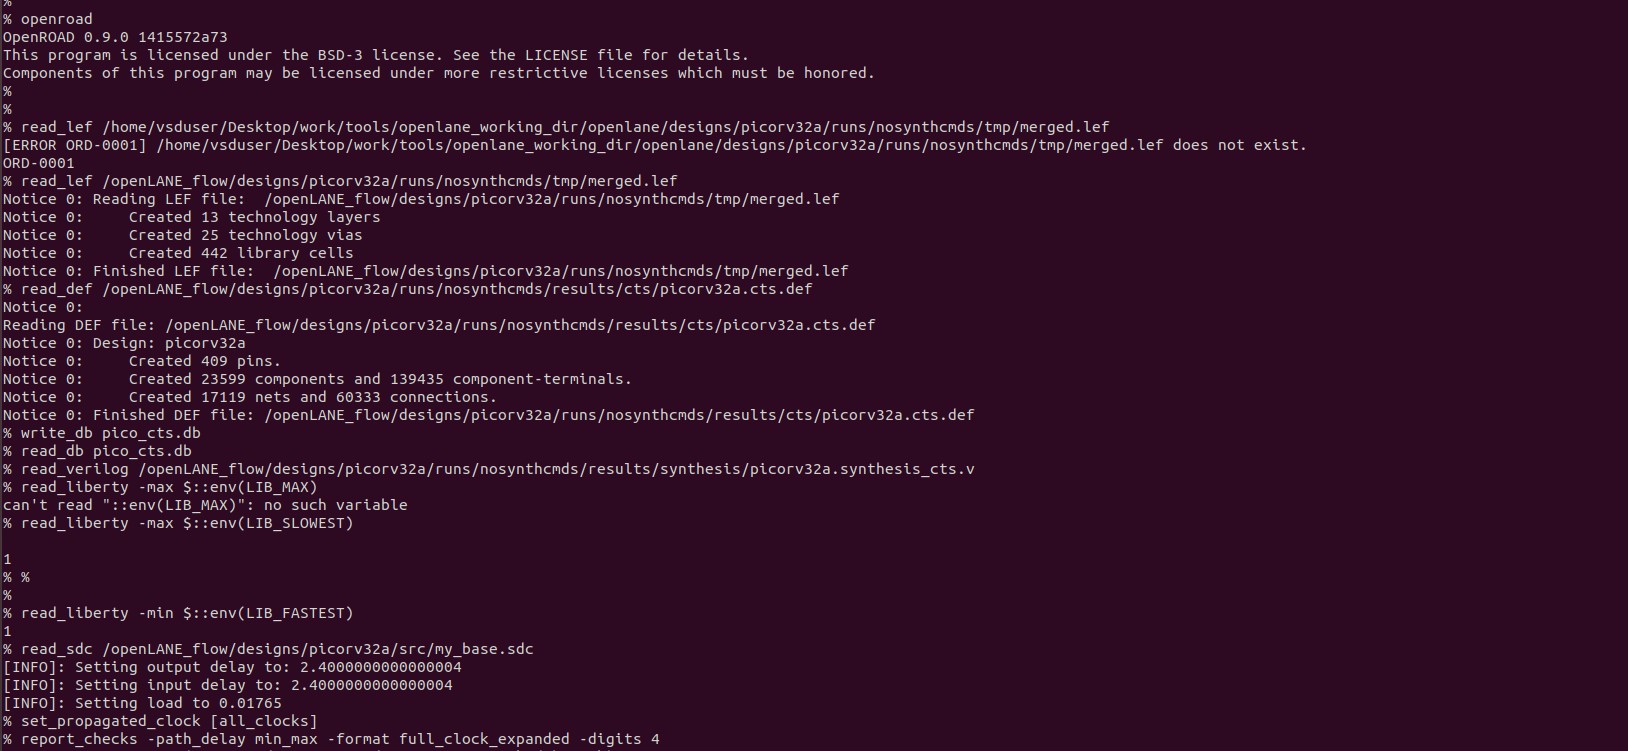 %
% openroad
OpenROAD 0.9.0 1415572a73
This program is licensed under the BSD-3 license. See the LICENSE file for details.
Components of this program may be licensed under more restrictive licenses which must be honored.
%
%
% read_lef /home/vsduser/Desktop/work/tools/openlane_working_dir/openlane/designs/picorv32a/runs/nosynthcmds/tmp/merged.lef
[ERROR ORD-0001] /home/vsduser/Desktop/work/tools/openlane_working_dir/openlane/designs/picorv32a/runs/nosynthcmds/tmp/merged.lef does not exist.
ORD-0001
% read_lef /openLANE_flow/designs/picorv32a/runs/nosynthcmds/tmp/merged.lef
Notice 0: Reading LEF file:  /openLANE_flow/designs/picorv32a/runs/nosynthcmds/tmp/merged.lef
Notice 0:     Created 13 technology layers
Notice 0:     Created 25 technology vias
Notice 0:     Created 442 library cells
Notice 0: Finished LEF file:  /openLANE_flow/designs/picorv32a/runs/nosynthcmds/tmp/merged.lef
% read_def /openLANE_flow/designs/picorv32a/runs/nosynthcmds/results/cts/picorv32a.cts.def
Notice 0:
Reading DEF file: /openLANE_flow/designs/picorv32a/runs/nosynthcmds/results/cts/picorv32a.cts.def
Notice 0: Design: picorv32a
Notice 0:     Created 409 pins.
Notice 0:     Created 23599 components and 139435 component-terminals.
Notice 0:     Created 17119 nets and 60333 connections.
Notice 0: Finished DEF file: /openLANE_flow/designs/picorv32a/runs/nosynthcmds/results/cts/picorv32a.cts.def
% write_db pico_cts.db
% read_db pico_cts.db
% read_verilog /openLANE_flow/designs/picorv32a/runs/nosynthcmds/results/synthesis/picorv32a.synthesis_cts.v
% read_liberty -max $::env(LIB_MAX)
can't read "::env(LIB_MAX)": no such variable
% read_liberty -max $::env(LIB_SLOWEST)
1
% %
%
% read_liberty -min $::env(LIB_FASTEST)
1
% read_sdc /openLANE_flow/designs/picorv32a/src/my_base.sdc
[INFO]: Setting output delay to: 2.4000000000000004
[INFO]: Setting input delay to: 2.4000000000000004
[INFO]: Setting load to 0.01765
% set_propagated_clock [all_clocks]
% report_checks -path_delay min_max -format full_clock_expanded -digits 4